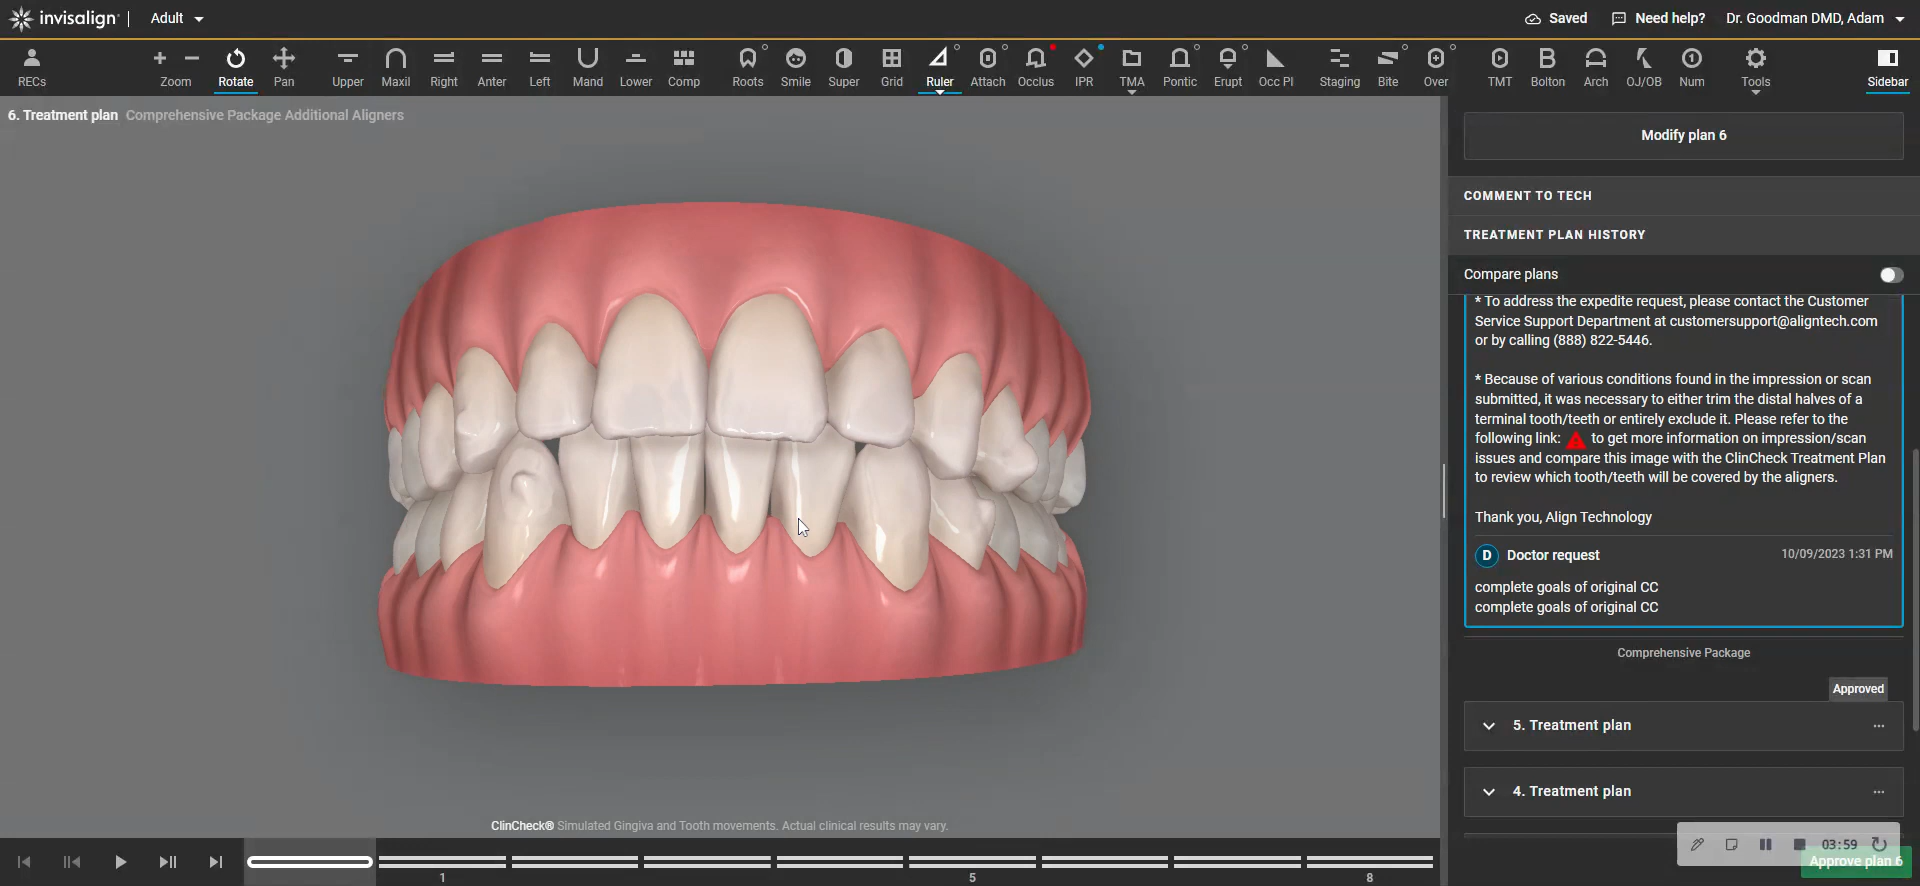 invisalign
Adult
Saved
Need help?
Dr. Goodman DMD, Adam
RECs
Zoom
Rotate
Pan
Upper
Maxil
Right
Anter
Left
Mand
Lower
Comp
Roots
Smile
Super
Grid
Ruler
Attach
Occlus
IPR
TMA
Pontic
Erupt
Occ Pl
Staging
Bite
Over
TMT
Bolton
Arch
OJ/OB
Num
Tools
Sidebar
6. Treatment plan Comprehensive Package Additional Aligners
Modify plan 6
COMMENT TO TECH
TREATMENT PLAN HISTORY
Compare plans
* To address the expedite request, please contact the Customer
Service Support Department at customersupport@aligntech.com
or by calling (888) 822-5446.
* Because of various conditions found in the impression or scan
submitted, it was necessary to either trim the distal halves of a
terminal tooth/teeth or entirely exclude it. Please refer to the
following link: to get more information on impression/scan
issues and compare this image with the ClinCheck Treatment Plan
to review which tooth/teeth will be covered by the aligners.
Thank you, Align Technology
D Doctor request 10/09/2023 1:31 PM
complete goals of original CC
complete goals of original CC
Comprehensive Package
Approved
5. Treatment plan
4. Treatment plan
03:59
Approve plan 6
ClinCheck® Simulated Gingiva and Tooth movements. Actual clinical results may vary.
1
5
8